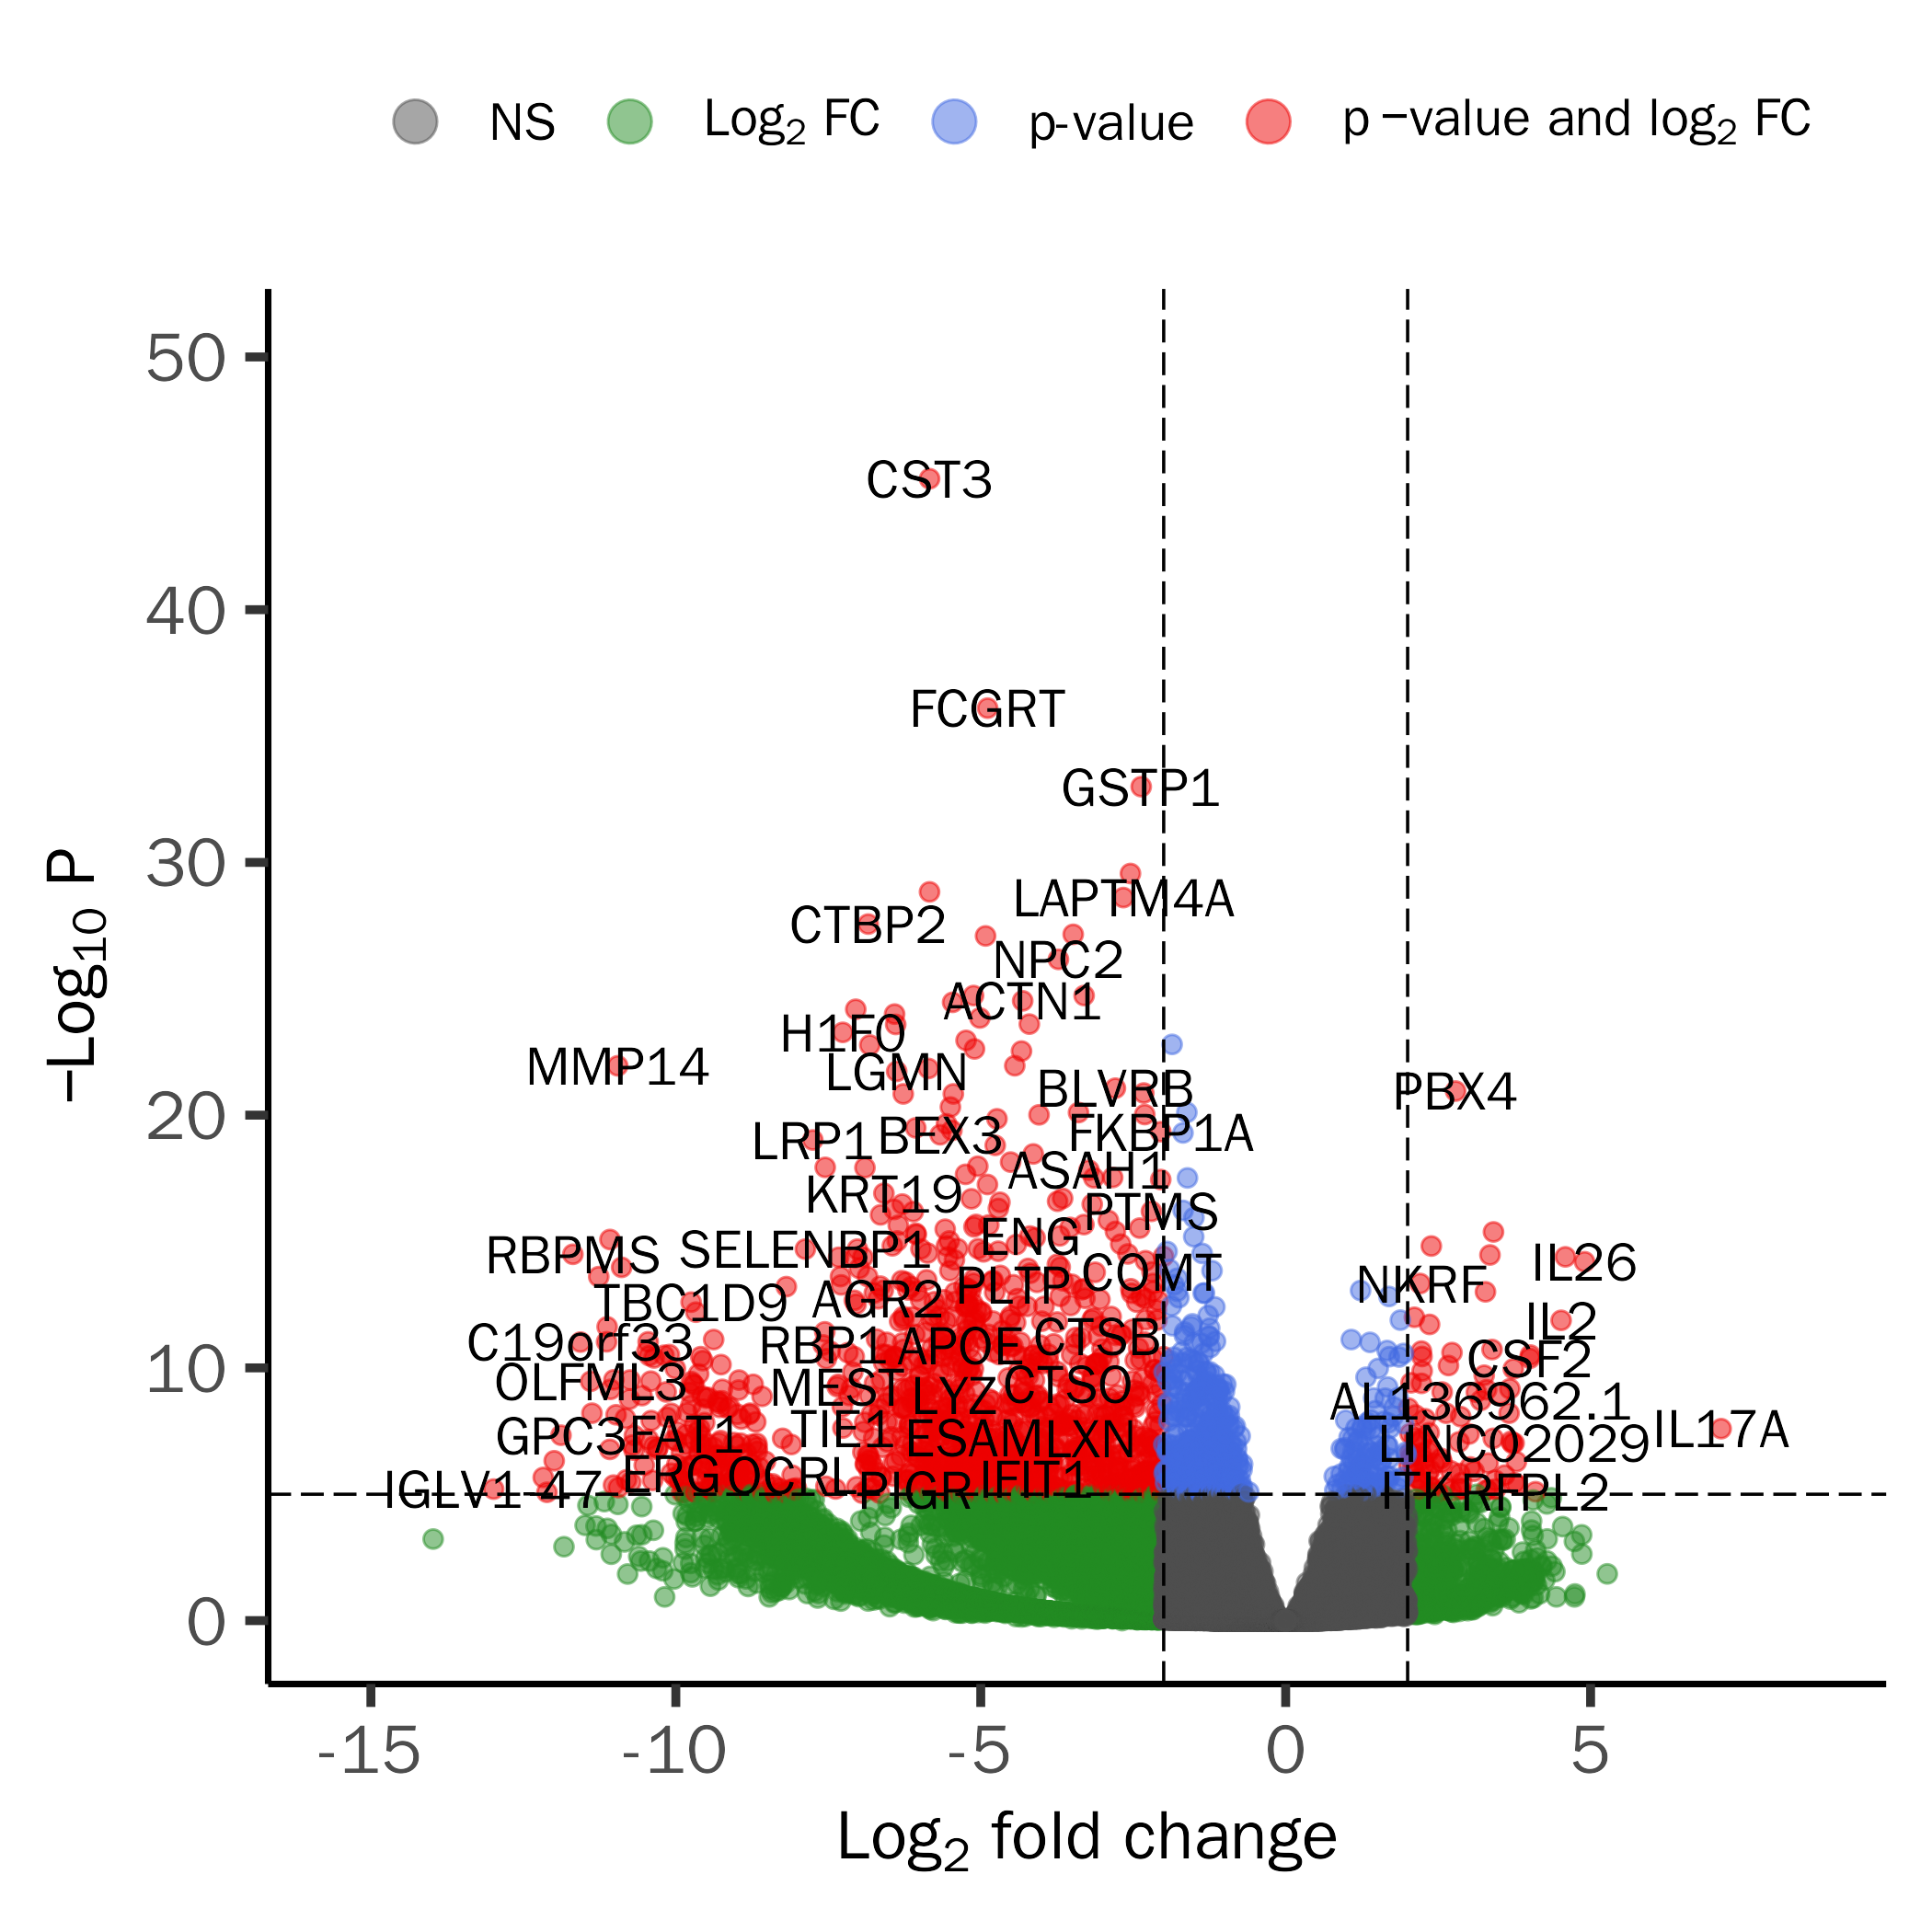 NS Log2 FC p-value p −value and log2 FC
50
40
30
20
10
0
−Log10 P
CST3
FCGRT
GSTP1
LAPTM4A
CTBP2
NPC2
ACTN1
H1F0
MMP14
LGMN
BLVRB
PBX4
LRP1
BEX3
FKBP1A
ASAH1
KRT19
PTMS
ENG
RBPMS
SELENBP1
IL26
COMT
PLTP
NKRF
TBC1D9
AGR2
IL2
C19orf33
RBP1
APOE
CTSB
CSF2
OLFML3
MEST
LYZ
CTSO
AL136962.1
GPC3
FAT1
TIE1
ESAM
LXN
LINC02029
IL17A
IGLV1-47
ERG
OCRL
PIGR
IFIT1
ITK
RFPL2
-15
-10
-5
0
5
Log2 fold change